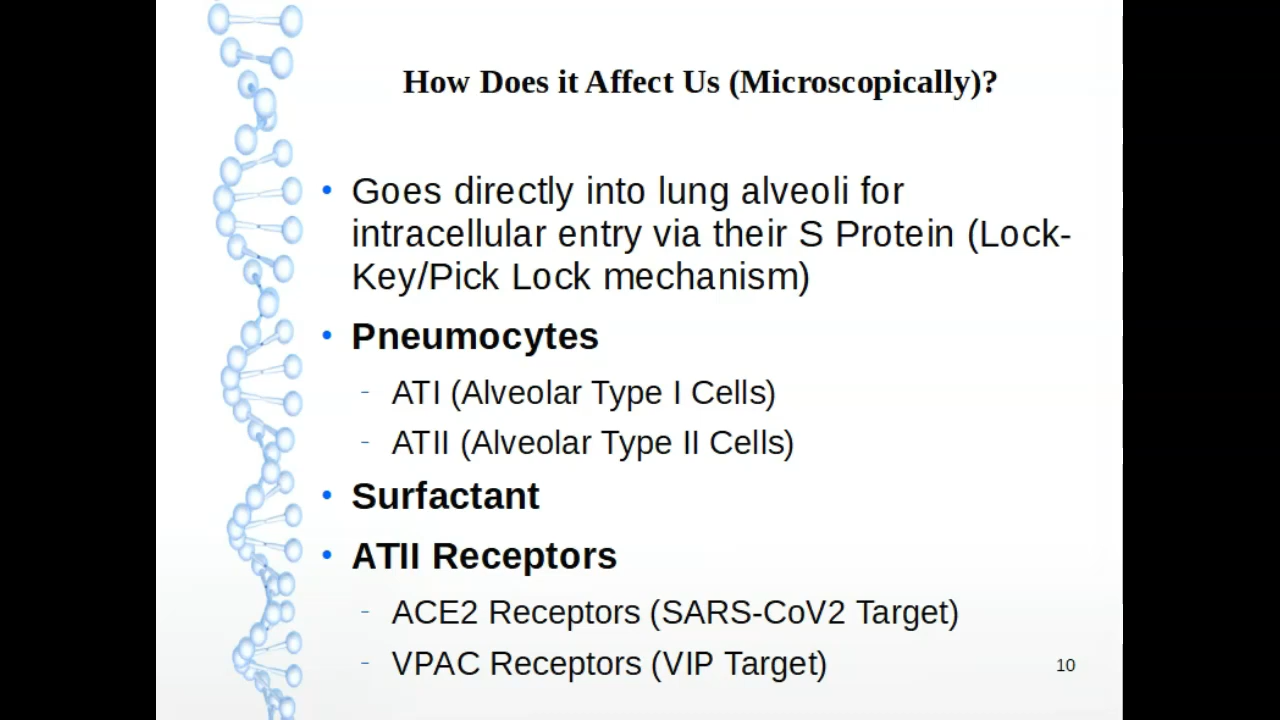 How Does it Affect Us (Microscopically)?
• Goes directly into lung alveoli for
intracellular entry via their S Protein (Lock-
Key/Pick Lock mechanism)
• Pneumocytes
- ATI (Alveolar Type I Cells)
- ATII (Alveolar Type II Cells)
• Surfactant
• ATII Receptors
- ACE2 Receptors (SARS-CoV2 Target)
- VPAC Receptors (VIP Target)
10